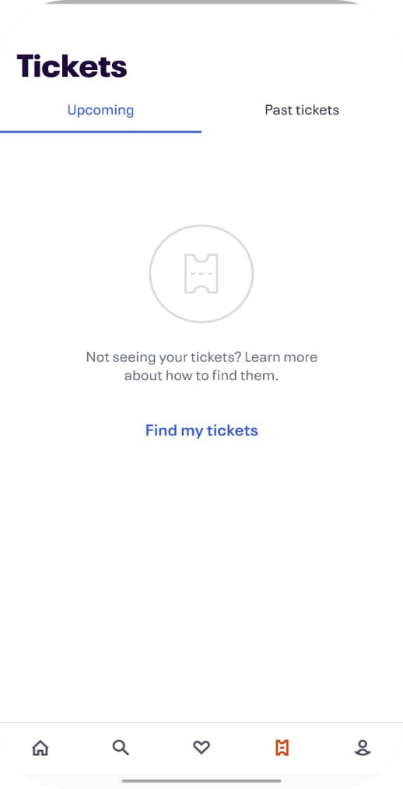 Tickets
Upcoming
Past tickets
Not seeing your tickets? Learn more
about how to find them.
Find my tickets